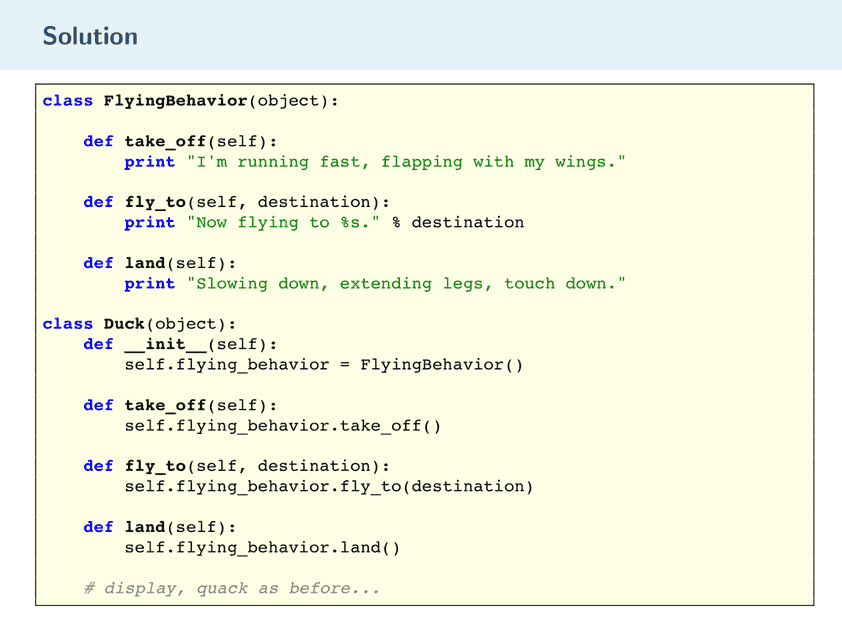 Solution
class FlyingBehavior(object):
    def take_off(self):
        print "I'm running fast, flapping with my wings."
    def fly_to(self, destination):
        print "Now flying to %s." % destination
    def land(self):
        print "Slowing down, extending legs, touch down."
class Duck(object):
    def __init__(self):
        self.flying_behavior = FlyingBehavior()
    def take_off(self):
        self.flying_behavior.take_off()
    def fly_to(self, destination):
        self.flying_behavior.fly_to(destination)
    def land(self):
        self.flying_behavior.land()
    # display, quack as before...